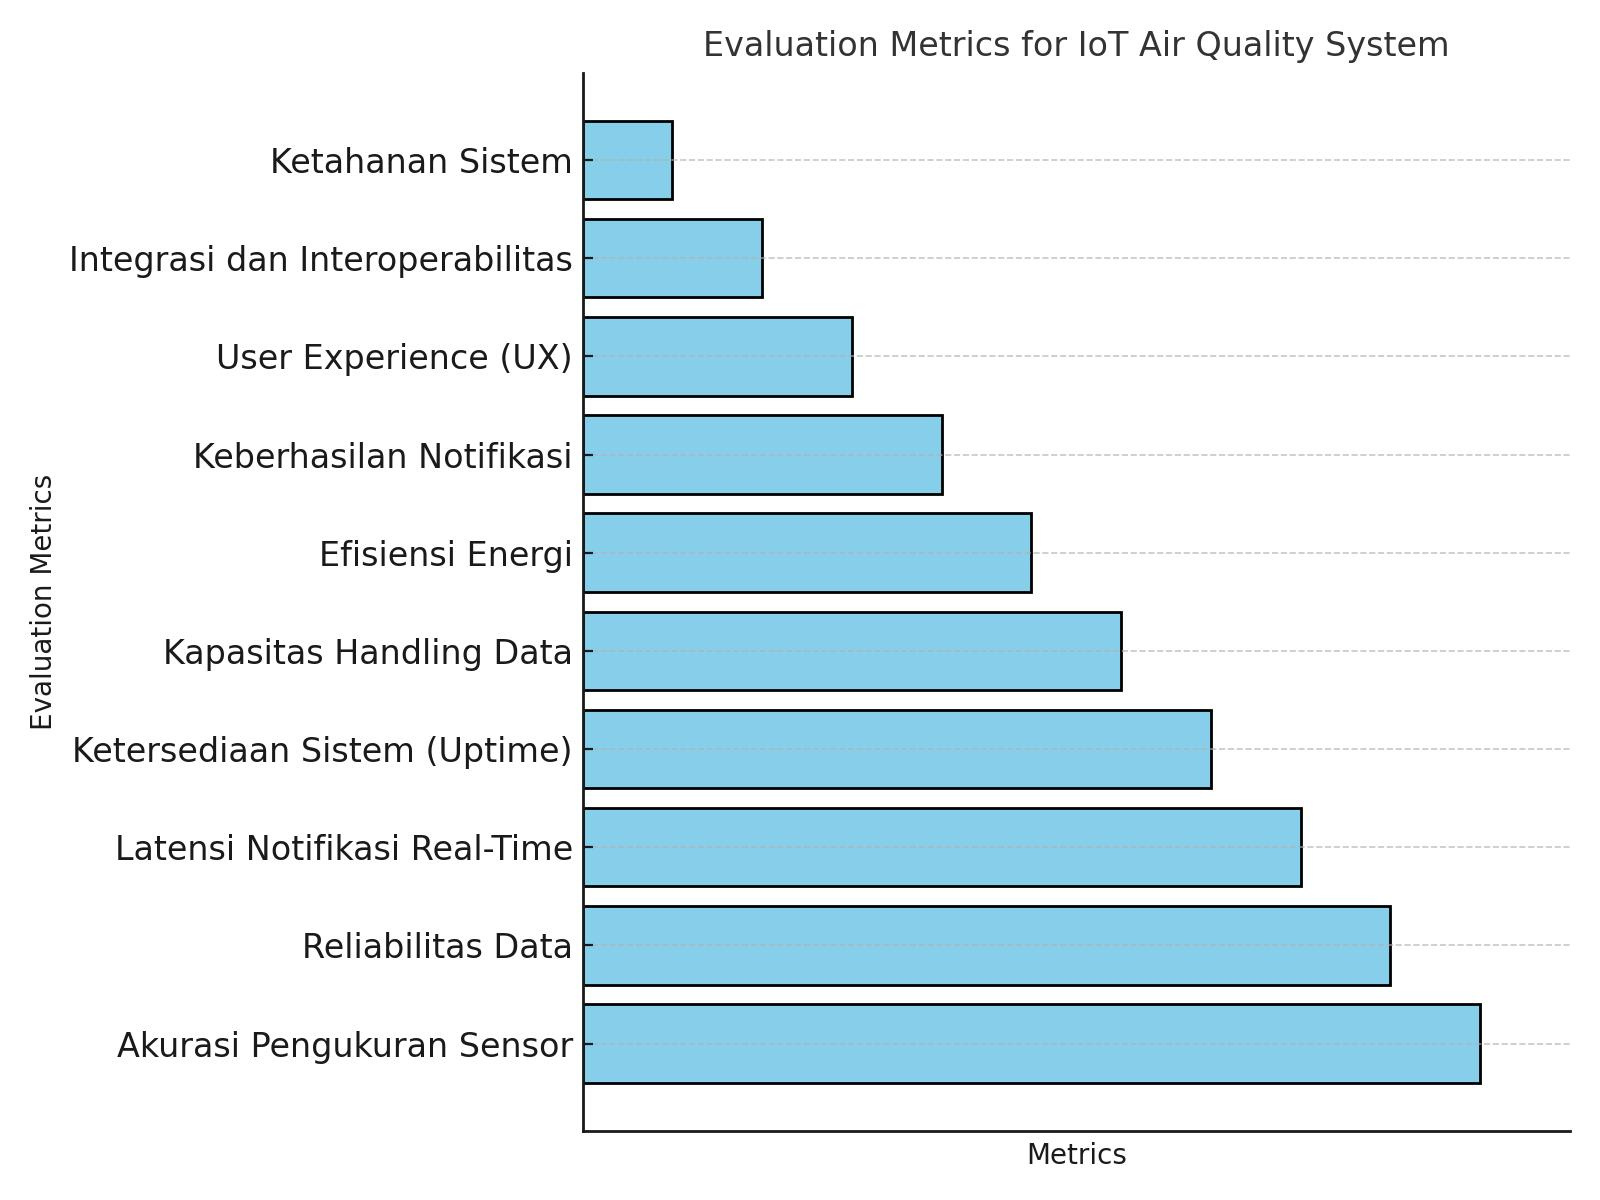 Evaluation Metrics for IoT Air Quality System
Ketahanan Sistem
Integrasi dan Interoperabilitas
User Experience (UX)
Keberhasilan Notifikasi
Efisiensi Energi
Kapasitas Handling Data
Ketersediaan Sistem (Uptime)
Latensi Notifikasi Real-Time
Reliabilitas Data
Akurasi Pengukuran Sensor
Evaluation Metrics
Metrics